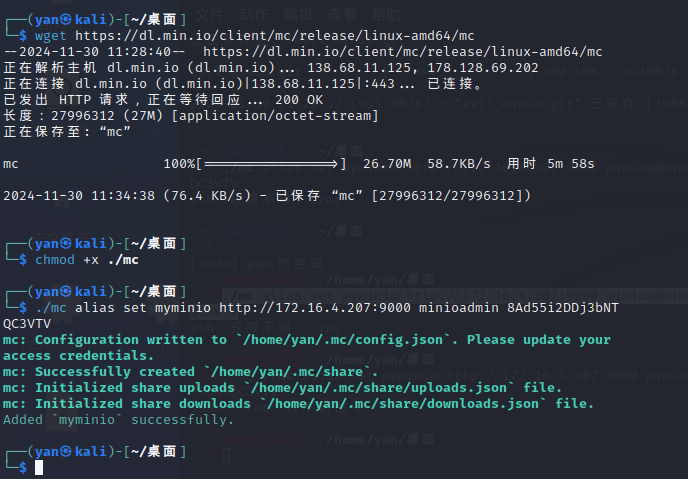 文件 动作 编辑 查看 帮助
┌──(yan㉿kali)-[~/桌面]
└─$ wget https://dl.min.io/client/mc/release/linux-amd64/mc
--2024-11-30 11:28:40--  https://dl.min.io/client/mc/release/linux-amd64/mc
正在解析主机 dl.min.io (dl.min.io)... 138.68.11.125, 178.128.69.202
正在连接 dl.min.io (dl.min.io)|138.68.11.125|:443... 已连接。
已发出 HTTP 请求，正在等待回应... 200 OK
长度：27996312 (27M) [application/octet-stream]
正在保存至: “mc”
mc 100%[===================>] 26.70M 58.7KB/s 用时 5m 58s
2024-11-30 11:34:38 (76.4 KB/s) - 已保存 “mc” [27996312/27996312])
┌──(yan㉿kali)-[~/桌面]
└─$ chmod +x ./mc
┌──(yan㉿kali)-[~/桌面]
└─$ ./mc alias set myminio http://172.16.4.207:9000 minioadmin 8Ad55i2DDj3bNT
QC3VTV
mc: Configuration written to `/home/yan/.mc/config.json`. Please update your
access credentials.
mc: Successfully created `/home/yan/.mc/share`.
mc: Initialized share uploads `/home/yan/.mc/share/uploads.json` file.
mc: Initialized share downloads `/home/yan/.mc/share/downloads.json` file.
Added `myminio` successfully.
┌──(yan㉿kali)-[~/桌面]
└─$